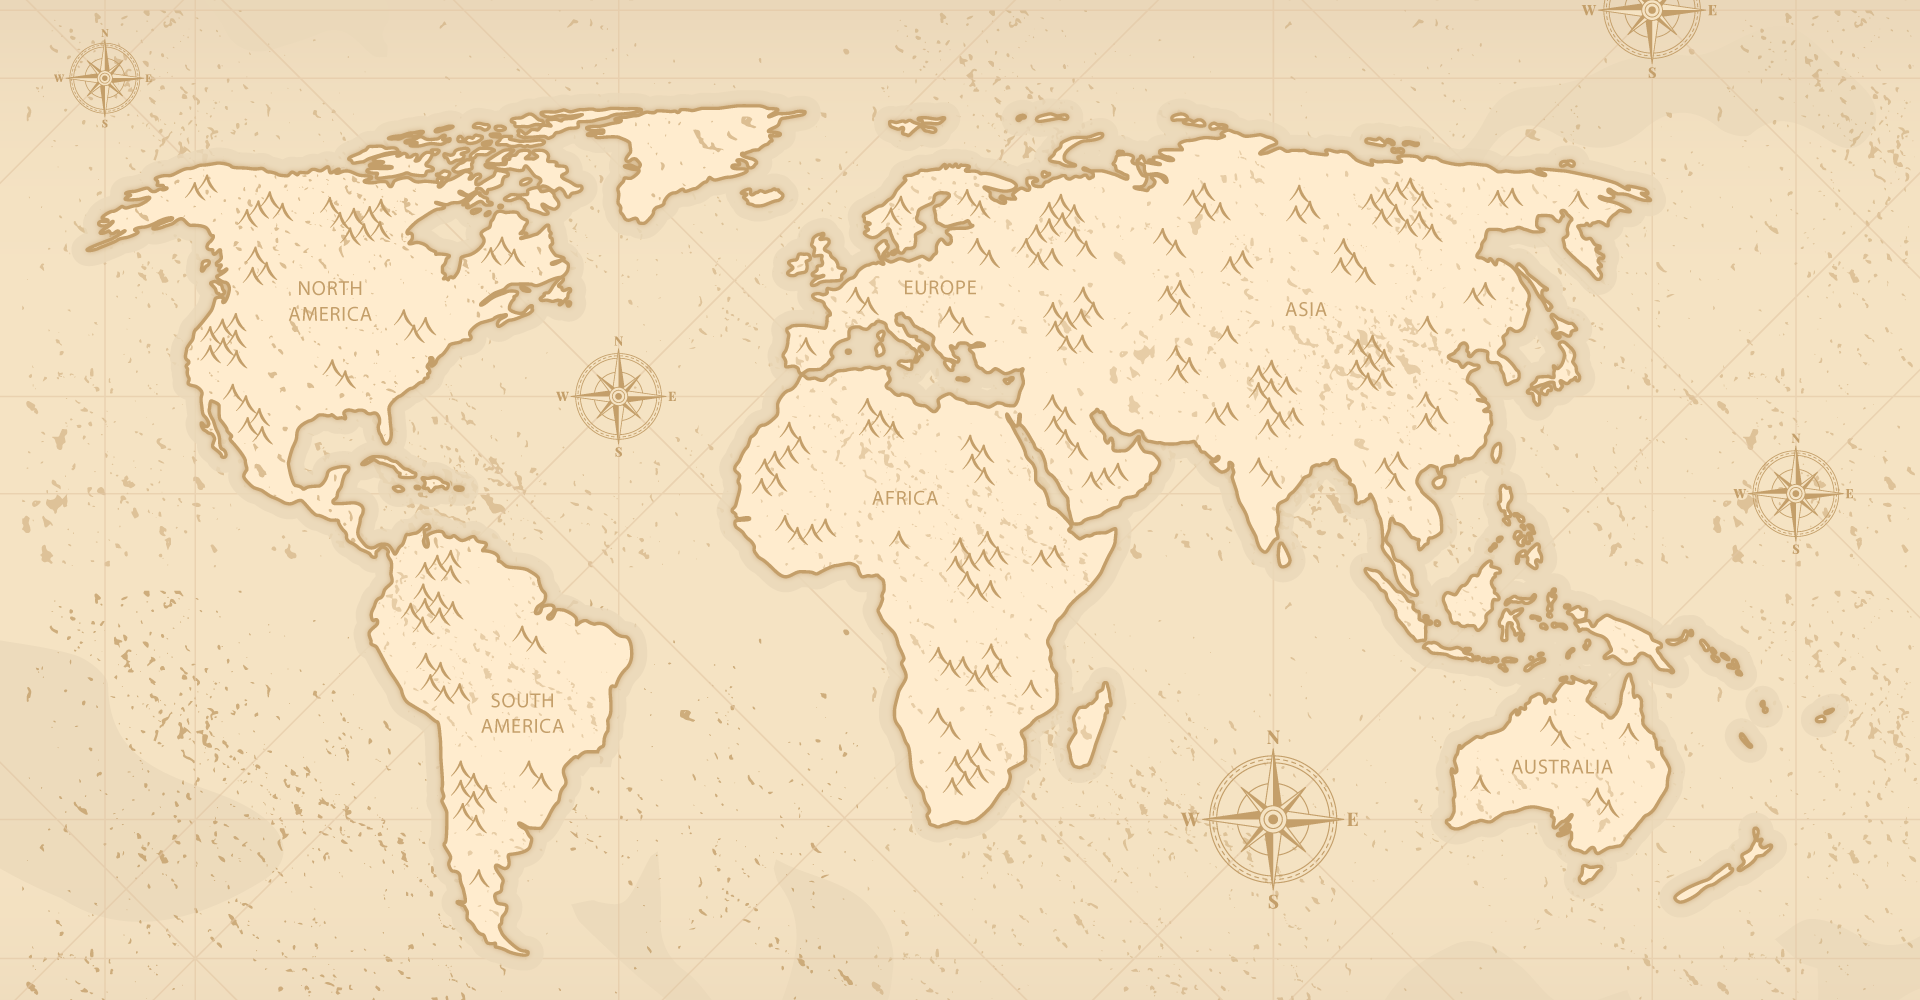 W E
S
N
W E
S
NORTH
AMERICA
EUROPE
ASIA
N
W E
S
AFRICA
N
W E
S
SOUTH
AMERICA
N
W E
S
AUSTRALIA